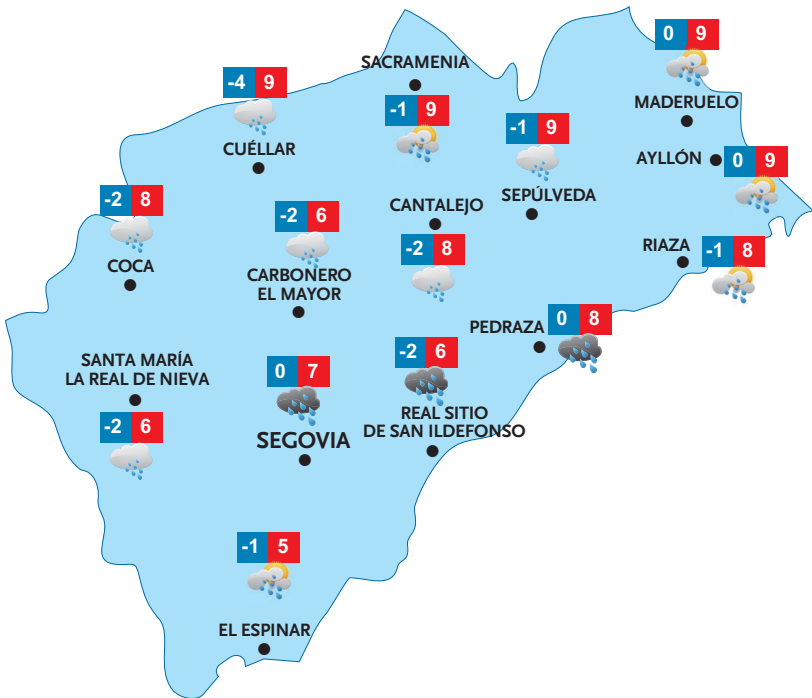 0 9
MADERUELO
SACRAMENIA
-1 9
-4 9
CUÉLLAR
-1 9
SEPÚLVEDA
AYLLÓN
0 9
-2 8
COCA
-2 6
CARBONERO
EL MAYOR
CANTALEJO
-2 8
RIAZA
-1 8
PEDRAZA
0 8
SANTA MARÍA
LA REAL DE NIEVA
-2 6
0 7
SEGOVIA
-2 6
REAL SITIO
DE SAN ILDEFONSO
-1 5
EL ESPINAR